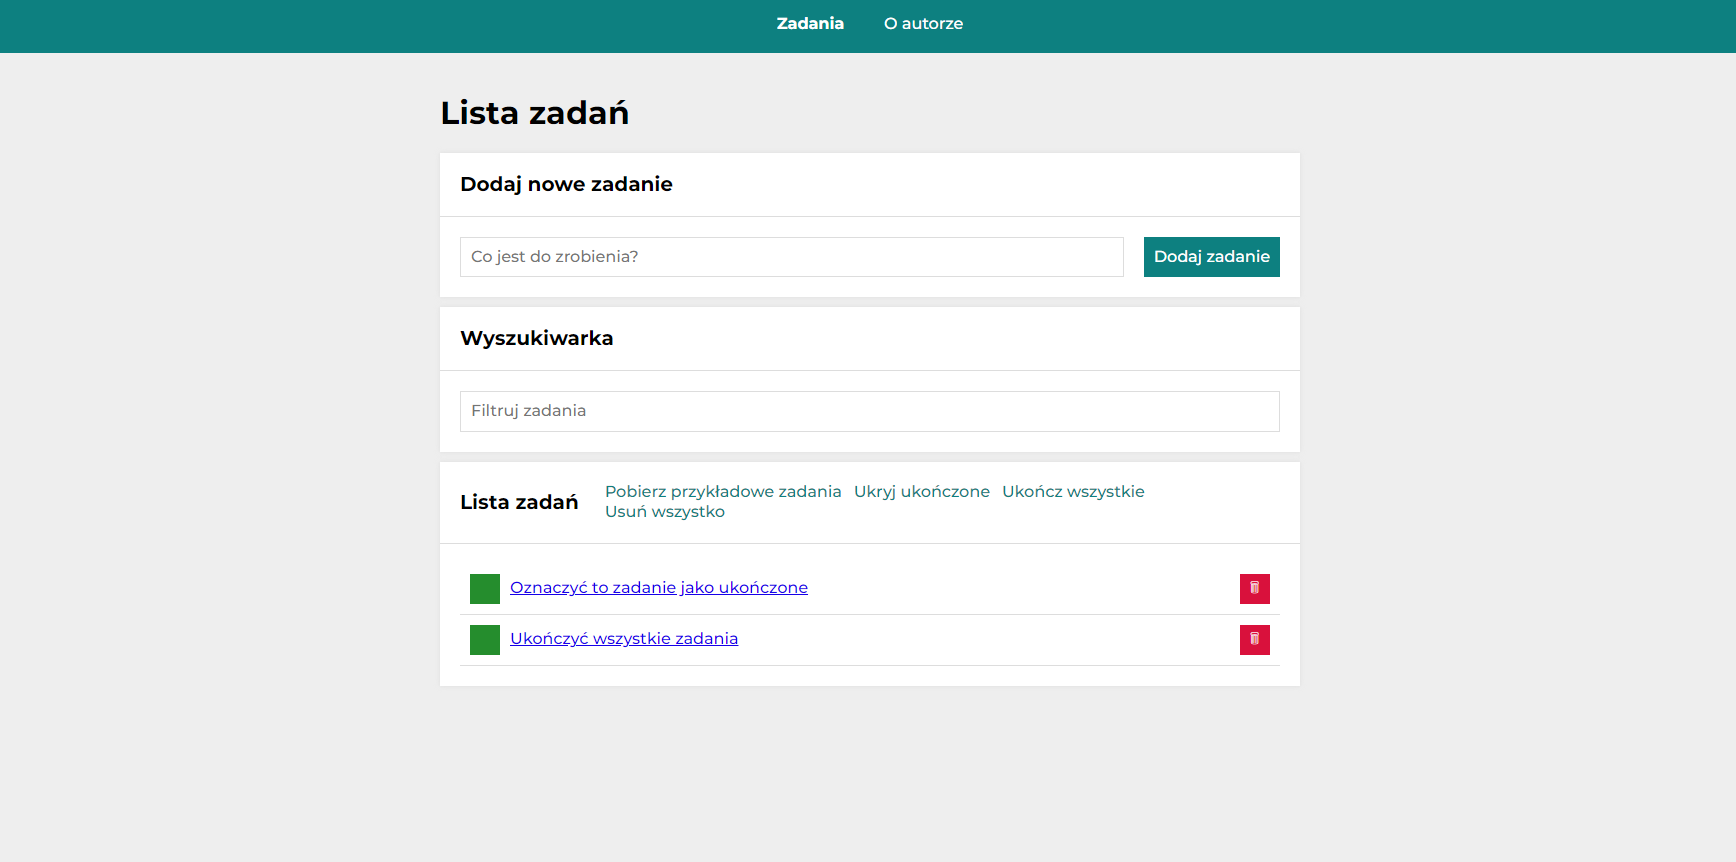 Zadania O autorze
Lista zadań
Dodaj nowe zadanie
Co jest do zrobienia? Dodaj zadanie
Wyszukiwarka
Filtruj zadania
Lista zadań
Pobierz przykładowe zadania Ukryj ukończone Ukończ wszystkie
Usuń wszystko
Oznaczyć to zadanie jako ukończone
Ukończyć wszystkie zadania